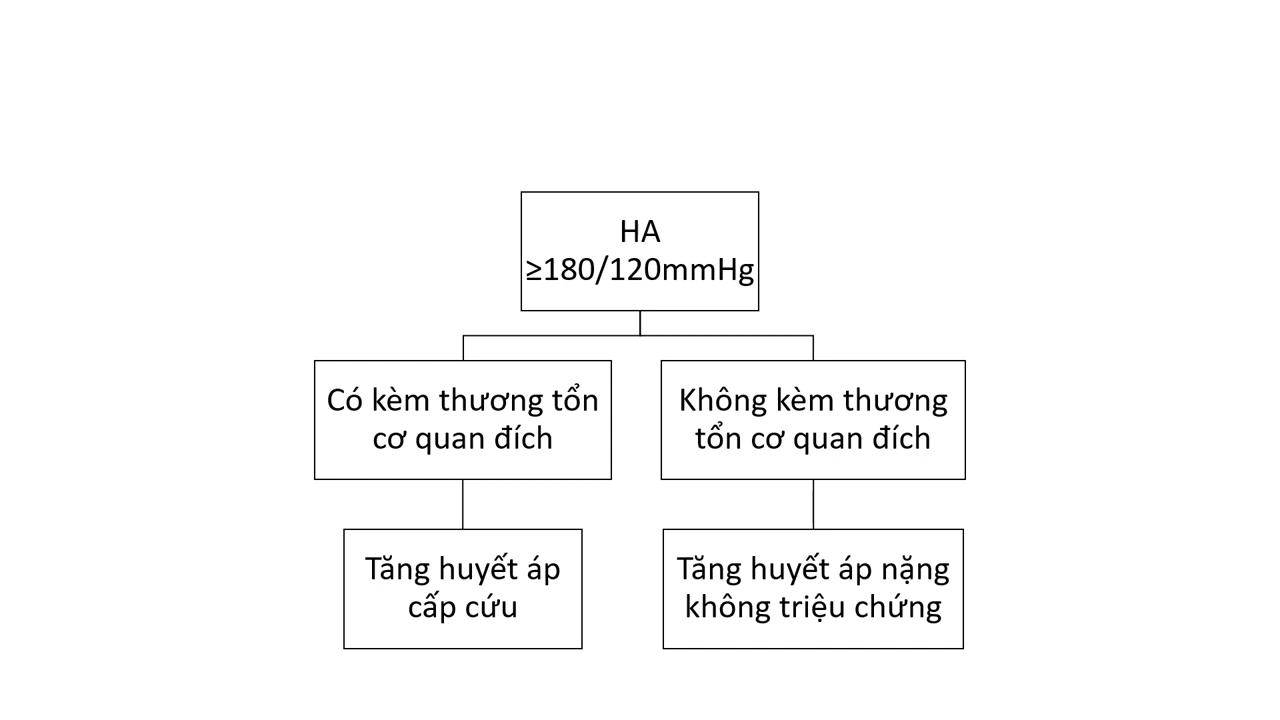 HA
≥180/120mmHg
Có kèm thương tổn
cơ quan đích
Không kèm thương
tổn cơ quan đích
Tăng huyết áp
cấp cứu
Tăng huyết áp nặng
không triệu chứng